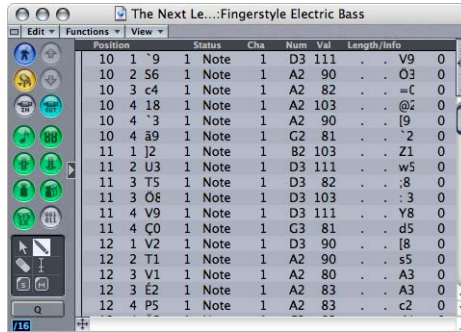 The Next Le...:Fingerstyle Electric Bass
Edit Functions View
Position Status Cha Num Val Length/Info
10 1 `9 1 Note 1 D3 111 . . V9 0
10 2 S6 1 Note 1 A2 90 . . Ö3 0
10 3 c4 1 Note 1 A2 82 . . =( 0
10 4 18 1 Note 1 A2 103 . . @2 0
10 4 `3 1 Note 1 A2 90 . . [9 0
10 4 ã9 1 Note 1 G2 81 . . `2 0
11 1 ]2 1 Note 1 B2 103 . . Z1 0
11 2 U3 1 Note 1 D3 111 . . w5 0
11 3 T5 1 Note 1 D3 82 . . ;8 0
11 3 Ö8 1 Note 1 D3 103 . . : 3 0
11 4 V9 1 Note 1 D3 111 . . Y8 0
11 4 Ç0 1 Note 1 G3 81 . . d5 0
12 1 V2 1 Note 1 D3 90 . . [8 0
12 2 T1 1 Note 1 A2 90 . . s5 0
12 3 V1 1 Note 1 A2 80 . . A3 0
12 3 É2 1 Note 1 A2 83 . . A3 0
12 4 P5 1 Note 1 A2 83 . . c2 0
IN OUT
88
S M
Q
/16